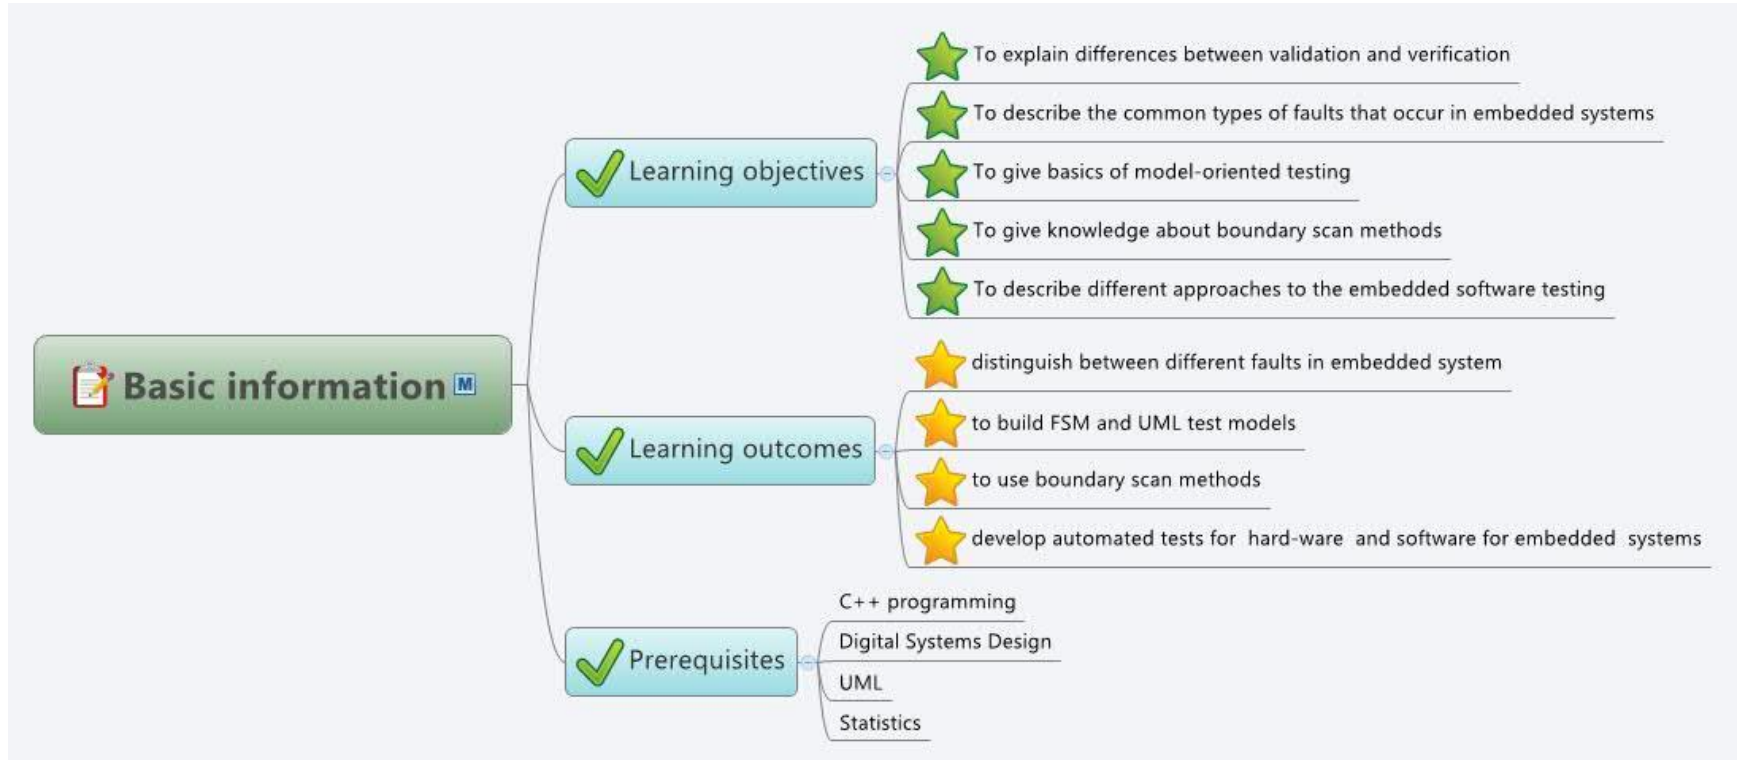 Basic information M
Learning objectives
To explain differences between validation and verification
To describe the common types of faults that occur in embedded systems
To give basics of model-oriented testing
To give knowledge about boundary scan methods
To describe different approaches to the embedded software testing
Learning outcomes
distinguish between different faults in embedded system
to build FSM and UML test models
to use boundary scan methods
develop automated tests for  hard-ware  and software for embedded  systems
Prerequisites
C++ programming
Digital Systems Design
UML
Statistics